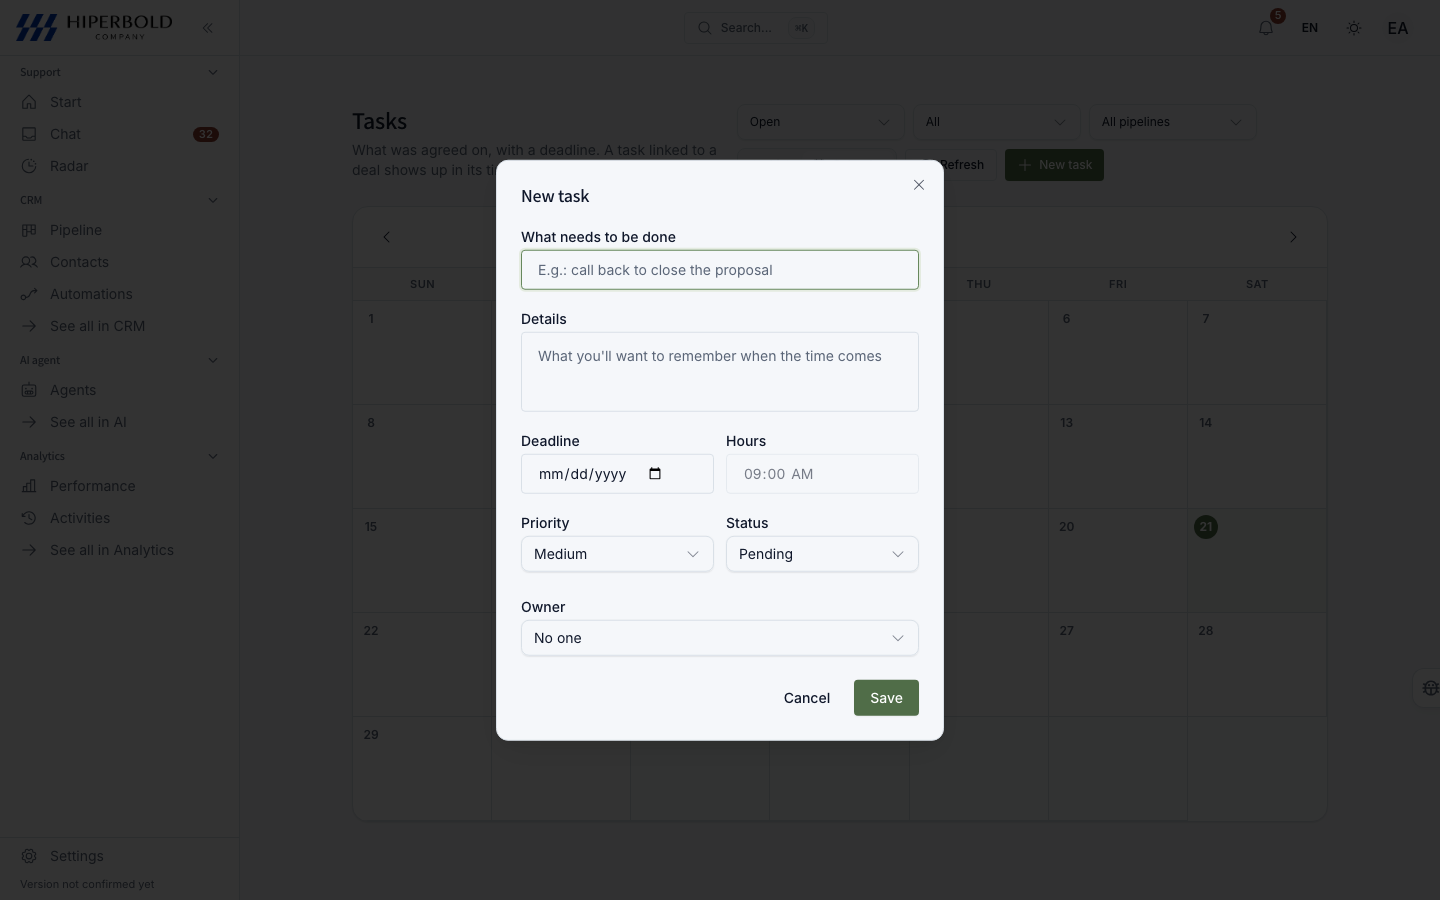 HIPERBOLD
COMPANY
Search...
⌘K
5
EN
EA
Support
Start
Chat
32
Radar
CRM
Pipeline
Contacts
Automations
See all in CRM
AI agent
Agents
See all in AI
Analytics
Performance
Activities
See all in Analytics
Settings
Version not confirmed yet
Tasks
What was agreed on, with a deadline. A task linked to a
deal shows up in its
Open
All
All pipelines
Refresh
New task
SUN
THU
FRI
SAT
1
6
7
8
13
14
15
20
21
22
27
28
29
New task
What needs to be done
E.g.: call back to close the proposal
Details
What you'll want to remember when the time comes
Deadline
Hours
mm/dd/yyyy
09:00 AM
Priority
Status
Medium
Pending
Owner
No one
Cancel
Save